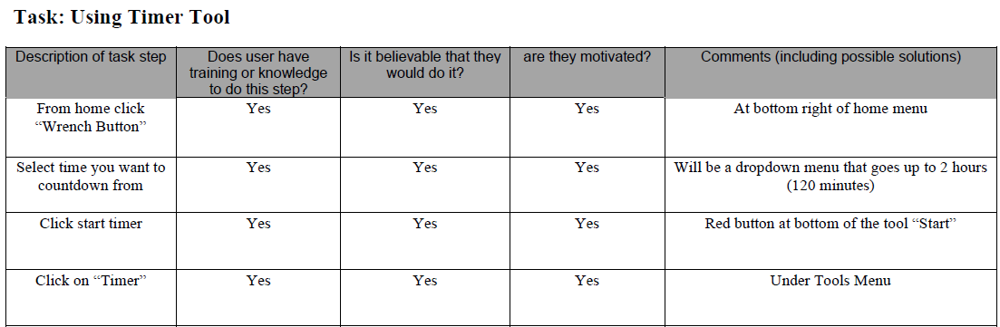 Task: Using Timer Tool
Description of task step
Does user have
training or knowledge
to do this step?
Is it believable that they
would do it?
are they motivated?
Comments (including possible solutions)
From home click
“Wrench Button”
Yes
Yes
Yes
At bottom right of home menu
Select time you want to
countdown from
Yes
Yes
Yes
Will be a dropdown menu that goes up to 2 hours
(120 minutes)
Click start timer
Yes
Yes
Yes
Red button at bottom of the tool “Start”
Click on “Timer”
Yes
Yes
Yes
Under Tools Menu